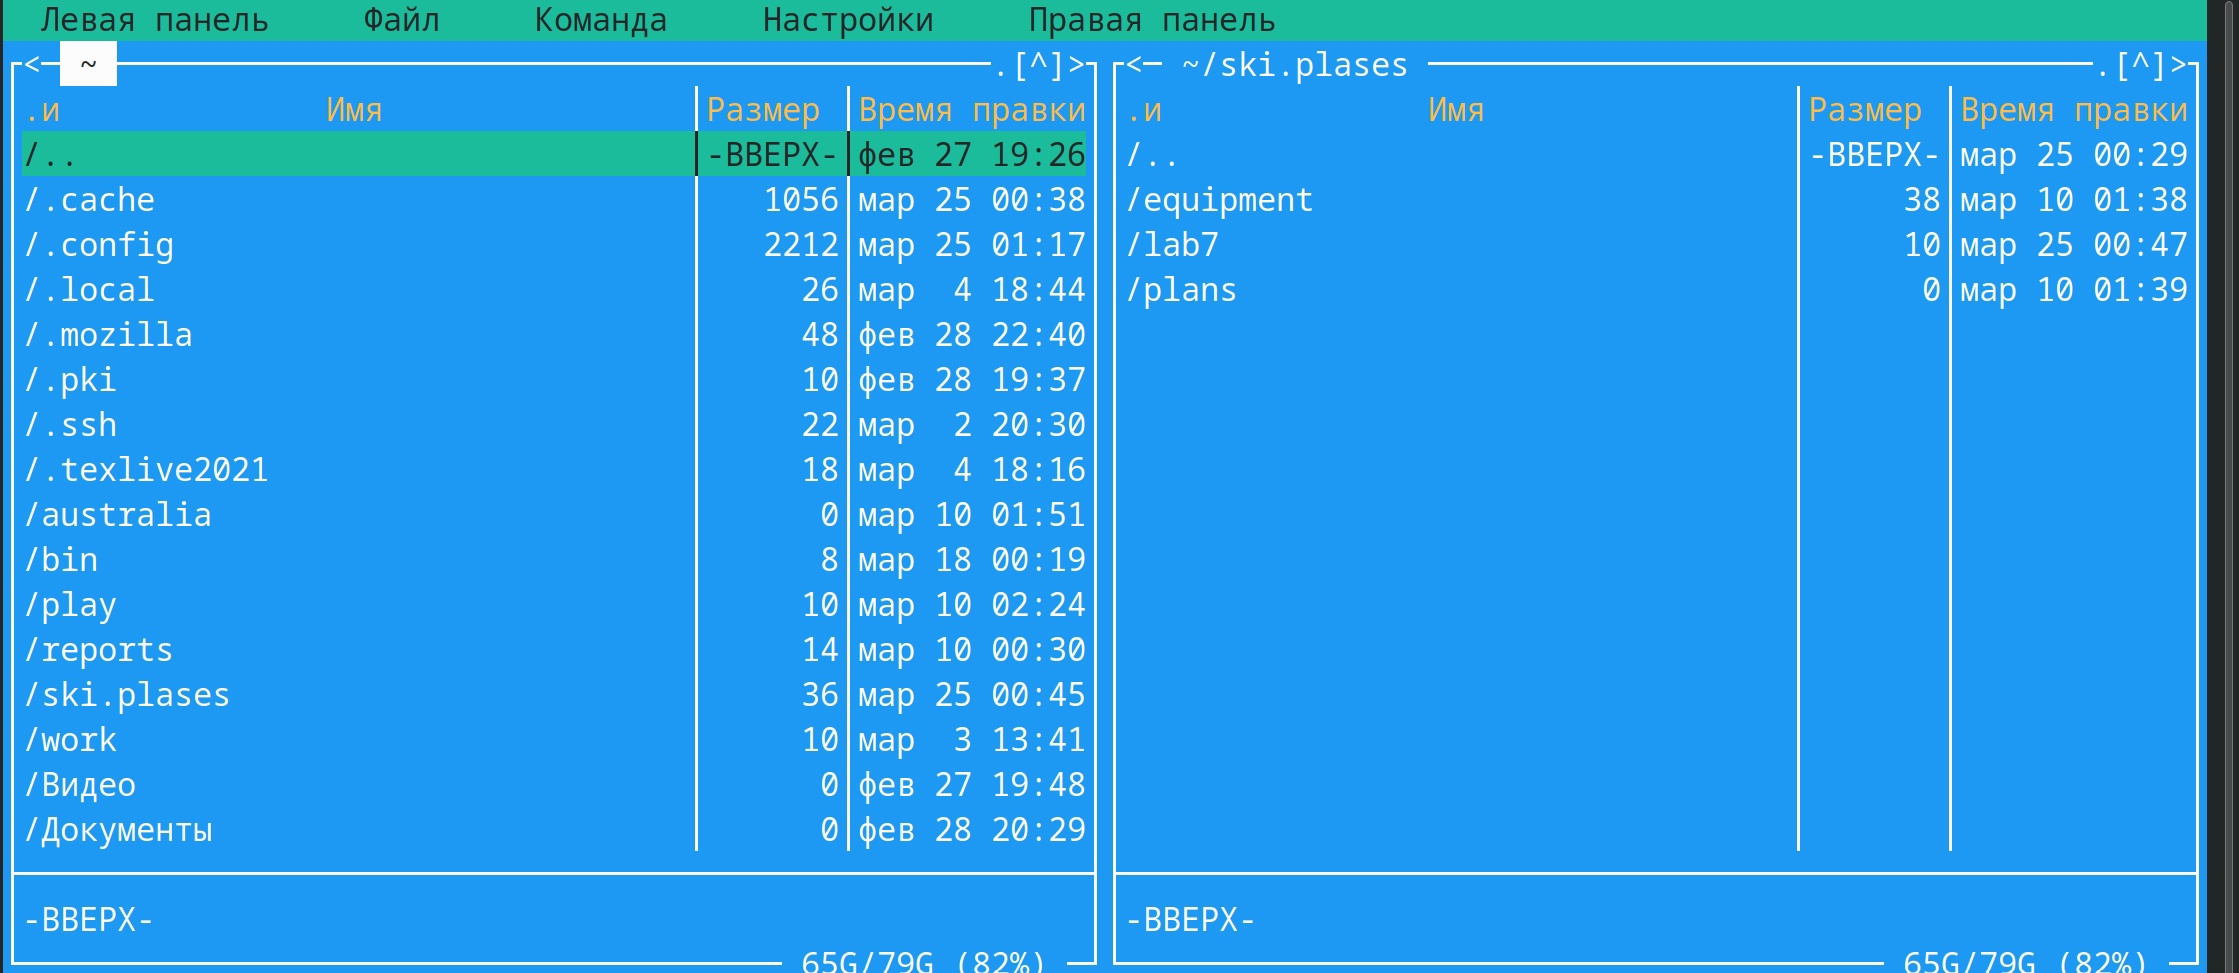 Левая панель Файл Команда Настройки Правая панель
<─ ~ .[^]>
.и Имя Размер Время правки
/.. -ВВЕРХ- фев 27 19:26
/.cache 1056 мар 25 00:38
/.config 2212 мар 25 01:17
/.local 26 мар 4 18:44
/.mozilla 48 фев 28 22:40
/.pki 10 фев 28 19:37
/.ssh 22 мар 2 20:30
/.texlive2021 18 мар 4 18:16
/australia 0 мар 10 01:51
/bin 8 мар 18 00:19
/play 10 мар 10 02:24
/reports 14 мар 10 00:30
/ski.plases 36 мар 25 00:45
/work 10 мар 3 13:41
/Видео 0 фев 27 19:48
/Документы 0 фев 28 20:29
-ВВЕРХ-
65G/79G (82%)
<─ ~/ski.plases .[^]>
.и Имя Размер Время правки
/.. -ВВЕРХ- мар 25 00:29
/equipment 38 мар 10 01:38
/lab7 10 мар 25 00:47
/plans 0 мар 10 01:39
-ВВЕРХ-
65G/79G (82%)